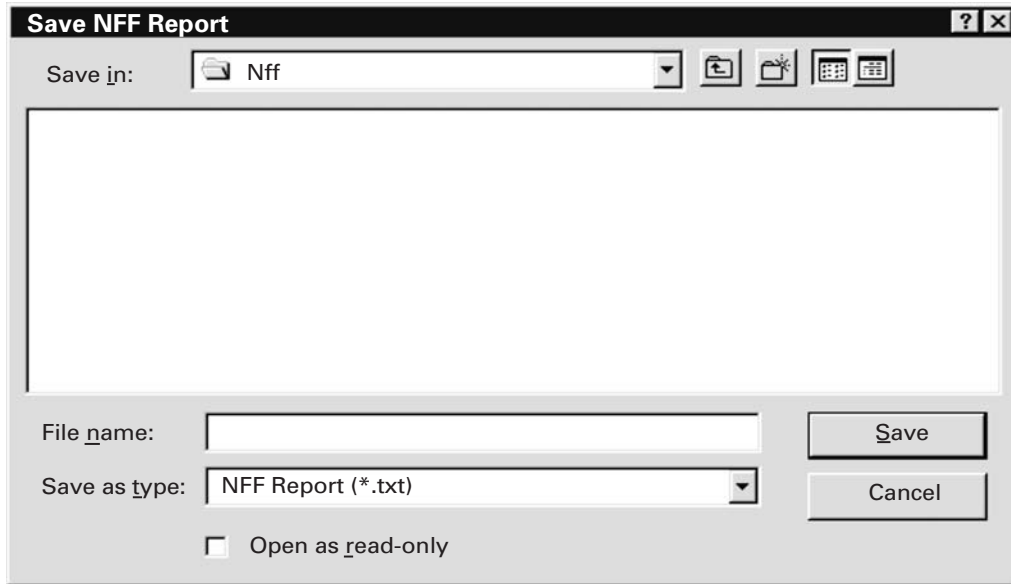 Save NFF Report
Save in: Nff
File name:
Save
Save as type: NFF Report (*.txt)
Cancel
Open as read-only